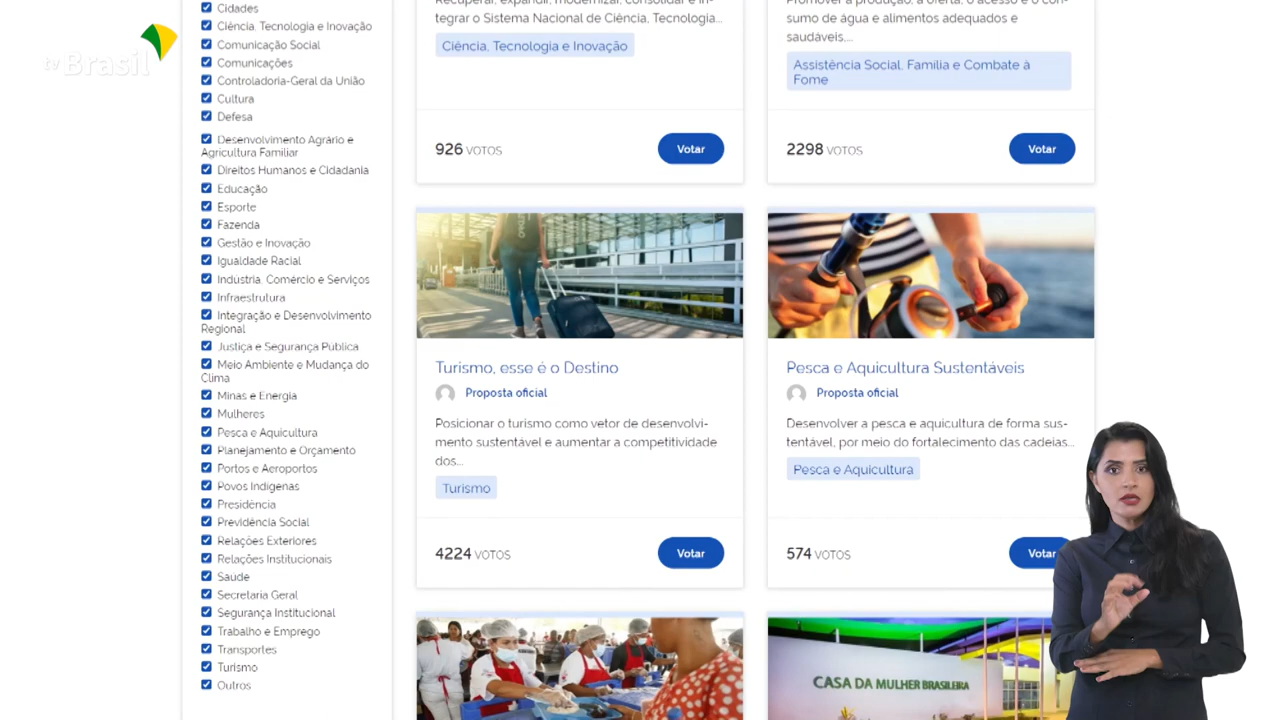 tv Brasil
Cidades
Ciência, Tecnologia e Inovação
Comunicação Social
Comunicações
Controladoria-Geral da União
Cultura
Defesa
Desenvolvimento Agrário e
Agricultura Familiar
Direitos Humanos e Cidadania
Educação
Esporte
Fazenda
Gestão e Inovação
Igualdade Racial
Indústria, Comércio e Serviços
Infraestrutura
Integração e Desenvolvimento
Regional
Justiça e Segurança Pública
Meio Ambiente e Mudança do
Clima
Minas e Energia
Mulheres
Pesca e Aquicultura
Planejamento e Orçamento
Portos e Aeroportos
Povos Indígenas
Presidência
Previdência Social
Relações Exteriores
Relações Institucionais
Saúde
Secretaria Geral
Segurança Institucional
Trabalho e Emprego
Transportes
Turismo
Outros
Recuperar, expandir, modernizar, consolidar e in-
tegrar o Sistema Nacional de Ciência, Tecnologia...
Ciência, Tecnologia e Inovação
926 VOTOS
Votar
Promover a produção, a oferta, o acesso e o con-
sumo de água e alimentos adequados e
saudáveis,...
Assistência Social, Família e Combate à
Fome
2298 VOTOS
Votar
Turismo, esse é o Destino
Proposta oficial
Posicionar o turismo como vetor de desenvolvi-
mento sustentável e aumentar a competitividade
dos...
Turismo
4224 VOTOS
Votar
Pesca e Aquicultura Sustentáveis
Proposta oficial
Desenvolver a pesca e aquicultura de forma sus-
tentável, por meio do fortalecimento das cadeias...
Pesca e Aquicultura
574 VOTOS
Votar
CASA DA MULHER BRASILEIRA